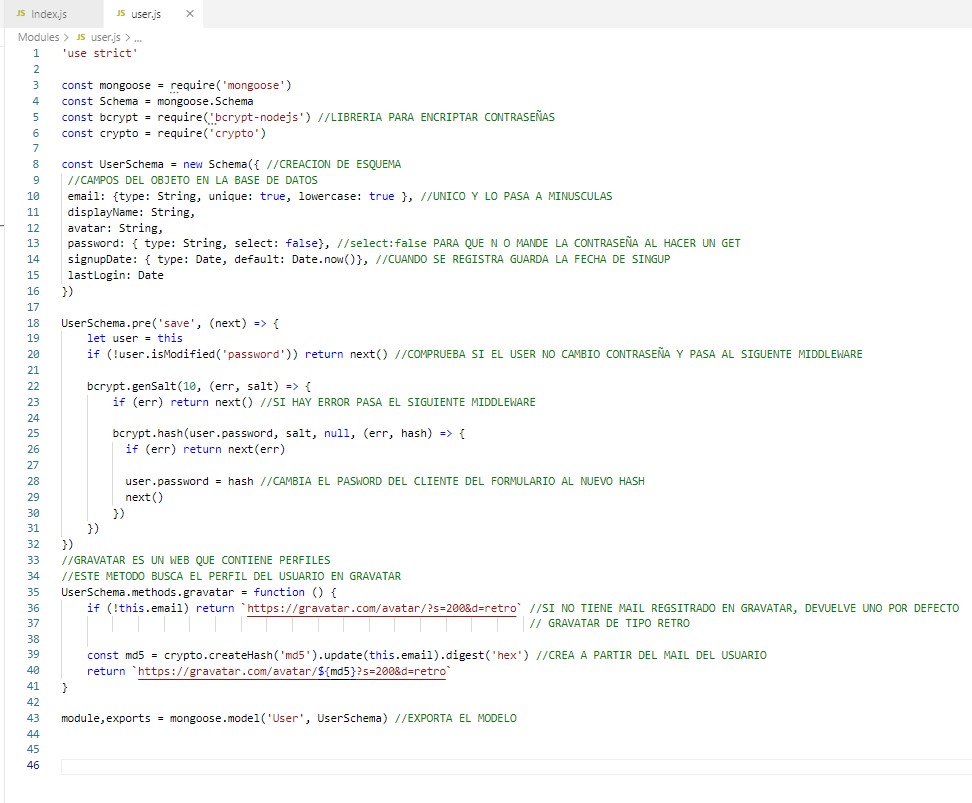 JS Index.js JS user.js ×
Modules > JS user.js > ...
1 'use strict'
2
3 const mongoose = require('mongoose')
4 const Schema = mongoose.Schema
5 const bcrypt = require('bcrypt-nodejs') //LIBRERIA PARA ENCRIPTAR CONTRASEÑAS
6 const crypto = require('crypto')
7
8 const UserSchema = new Schema({ //CREACION DE ESQUEMA
9 //CAMPOS DEL OBJETO EN LA BASE DE DATOS
10 email: {type: String, unique: true, lowercase: true }, //UNICO Y LO PASA A MINUSCULAS
11 displayName: String,
12 avatar: String,
13 password: { type: String, select: false}, //select:false PARA QUE N O MANDE LA CONTRASEÑA AL HACER UN GET
14 signupDate: { type: Date, default: Date.now()}, //CUANDO SE REGISTRA GUARDA LA FECHA DE SINGUP
15 lastLogin: Date
16 })
17
18 UserSchema.pre('save', (next) => {
19 let user = this
20 if (!user.isModified('password')) return next() //COMPRUEBA SI EL USER NO CAMBIO CONTRASEÑA Y PASA AL SIGUENTE MIDDLEWARE
21
22 bcrypt.genSalt(10, (err, salt) => {
23 if (err) return next() //SI HAY ERROR PASA EL SIGUIENTE MIDDLEWARE
24
25 bcrypt.hash(user.password, salt, null, (err, hash) => {
26 if (err) return next(err)
27
28 user.password = hash //CAMBIA EL PASWORD DEL CLIENTE DEL FORMULARIO AL NUEVO HASH
29 next()
30 })
31 })
32 })
33 //GRAVATAR ES UN WEB QUE CONTIENE PERFILES
34 //ESTE METODO BUSCA EL PERFIL DEL USUARIO EN GRAVATAR
35 UserSchema.methods.gravatar = function () {
36 if (!this.email) return `https://gravatar.com/avatar/?s=200&d=retro` //SI NO TIENE MAIL REGSITRADO EN GRAVATAR, DEVUELVE UNO POR DEFECTO
37 // GRAVATAR DE TIPO RETRO
38
39 const md5 = crypto.createHash('md5').update(this.email).digest('hex') //CREA A PARTIR DEL MAIL DEL USUARIO
40 return `https://gravatar.com/avatar/${md5}?s=200&d=retro`
41 }
42
43 module,exports = mongoose.model('User', UserSchema) //EXPORTA EL MODELO
44
45
46